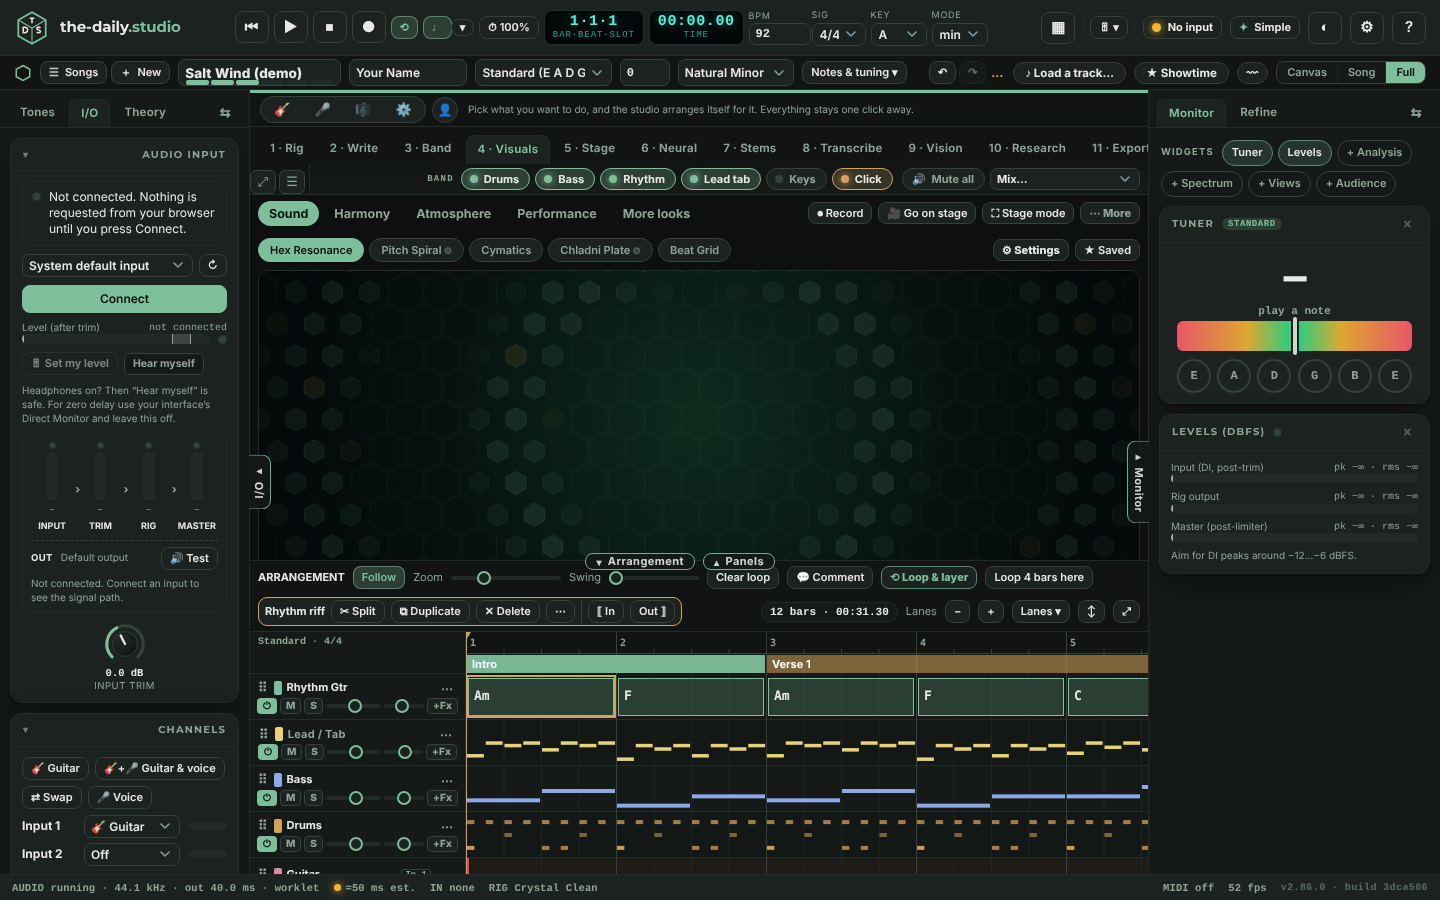 the-daily.studio
100%
1·1·1
BAR·BEAT·SLOT
00:00.00
TIME
BPM
92
SIG
4/4
KEY
A
MODE
min
No input
Simple
?
Songs
+ New
Salt Wind (demo)
Your Name
Standard (E A D G
0
Natural Minor
Notes & tuning ▾
...
♪ Load a track...
★ Showtime
Canvas
Song
Full
Tones
I/O
Theory
Pick what you want to do, and the studio arranges itself for it. Everything stays one click away.
Monitor
Refine
1 · Rig
2 · Write
3 · Band
4 · Visuals
5 · Stage
6 · Neural
7 · Stems
8 · Transcribe
9 · Vision
10 · Research
11 · Export
BAND
Drums
Bass
Rhythm
Lead tab
Keys
Click
Mute all
Mix...
Sound
Harmony
Atmosphere
Performance
More looks
Record
Go on stage
Stage mode
··· More
Hex Resonance
Pitch Spiral
Cymatics
Chladni Plate
Beat Grid
Settings
★ Saved
AUDIO INPUT
Not connected. Nothing is
requested from your browser
until you press Connect.
System default input
Connect
Level (after trim)
not connected
Set my level
Hear myself
Headphones on? Then “Hear myself” is
safe. For zero delay use your interface's
Direct Monitor and leave this off.
INPUT
TRIM
RIG
MASTER
OUT
Default output
Test
Not connected. Connect an input to
see the signal path.
0.0 dB
INPUT TRIM
CHANNELS
Guitar
+ Guitar & voice
⇄ Swap
Voice
Input 1
Guitar
Input 2
Off
I/O
Monitor
WIDGETS
Tuner
Levels
+ Analysis
+ Spectrum
+ Views
+ Audience
TUNER
STANDARD
×
–
play a note
E
A
D
G
B
E
LEVELS (DBFS)
×
Input (DI, post-trim)
pk −∞ · rms −∞
Rig output
pk −∞ · rms −∞
Master (post-limiter)
pk −∞ · rms −∞
Aim for DI peaks around −12...−6 dBFS.
▾ Arrangement
▴ Panels
ARRANGEMENT
Follow
Zoom
Swing
Clear loop
Comment
Loop & layer
Loop 4 bars here
Rhythm riff
Split
Duplicate
✕ Delete
···
⟦ In
Out ⟧
12 bars · 00:31.30
Lanes
−
+
Lanes ▾
Standard · 4/4
1
2
3
4
5
Intro
Verse 1
Rhythm Gtr
···
M
S
+Fx
Am
F
Am
F
C
Lead / Tab
···
M
S
+Fx
Bass
···
M
S
+Fx
Drums
···
M
S
+Fx
AUDIO running · 44.1 kHz · out 40.0 ms · worklet
≈50 ms est.
IN none
RIG Crystal Clean
MIDI off
52 fps
v2.86.0 · build 3dca506